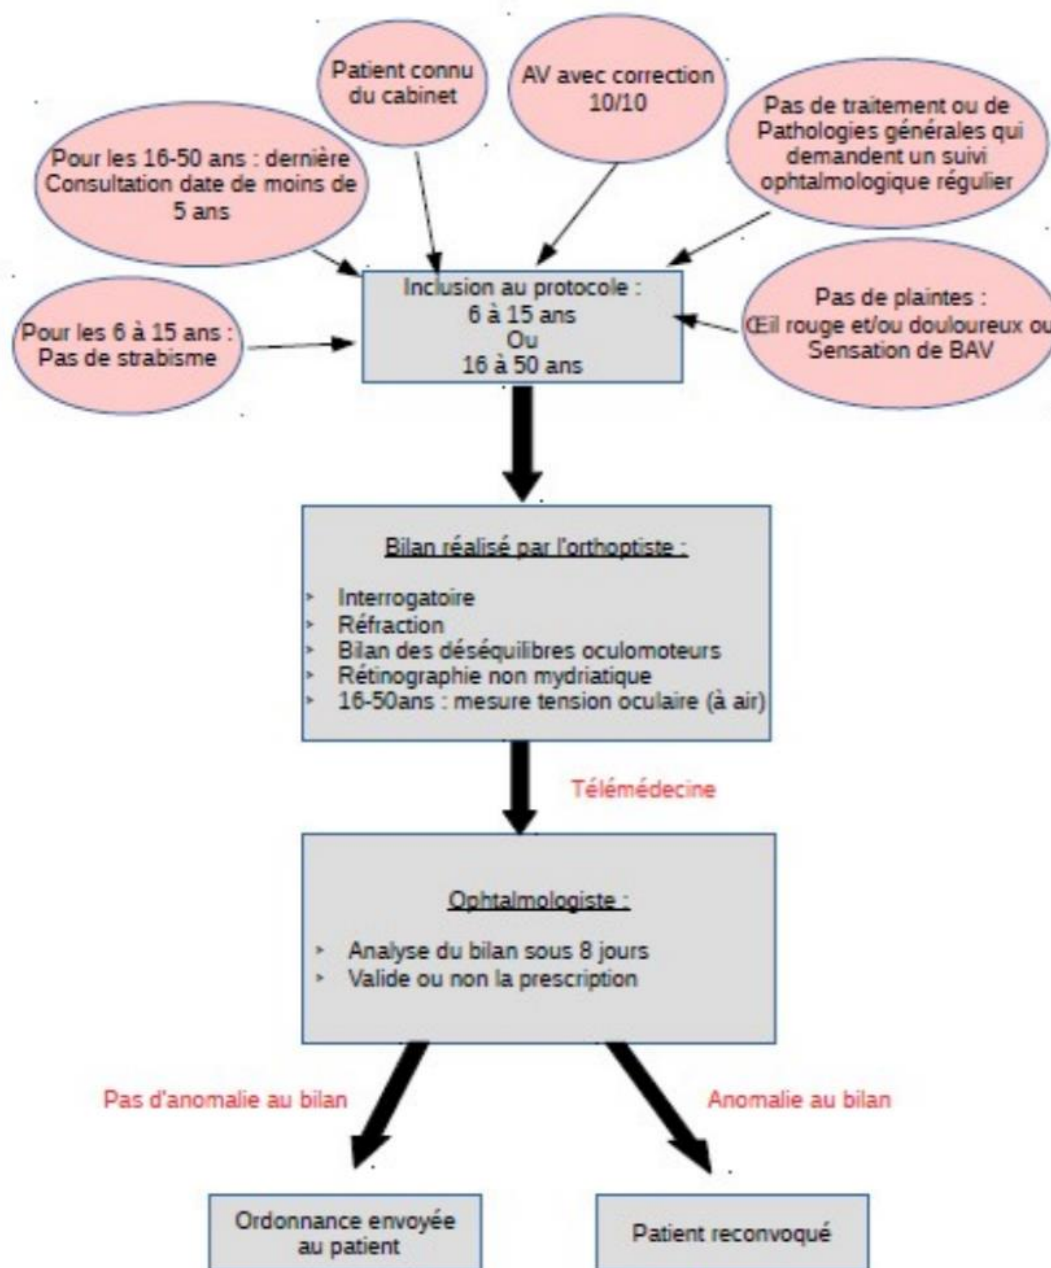 Patient connu
du cabinet
AV avec correction
10/10
Pas de traitement ou de
Pathologies générales qui
demandent un suivi
ophtalmologique régulier
Pour les 16-50 ans : dernière
Consultation date de moins de
5 ans
Pour les 6 à 15 ans :
Pas de strabisme
Pas de plaintes :
Œil rouge et/ou douloureux ou
Sensation de BAV
Inclusion au protocole :
6 à 15 ans
Ou
16 à 50 ans
Bilan réalisé par l'orthoptiste :
➢ Interrogatoire
➢ Réfraction
➢ Bilan des déséquilibres oculomoteurs
➢ Rétinographie non mydriatique
➢ 16-50ans : mesure tension oculaire (à air)
Télémédecine
Ophtalmologiste :
➢ Analyse du bilan sous 8 jours
➢ Valide ou non la prescription
Pas d'anomalie au bilan
Anomalie au bilan
Ordonnance envoyée
au patient
Patient reconvoqué